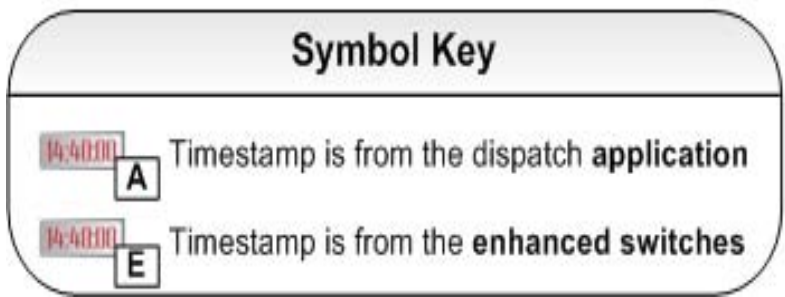 Symbol Key
14:40:00 A Timestamp is from the dispatch application
14:40:00 E Timestamp is from the enhanced switches